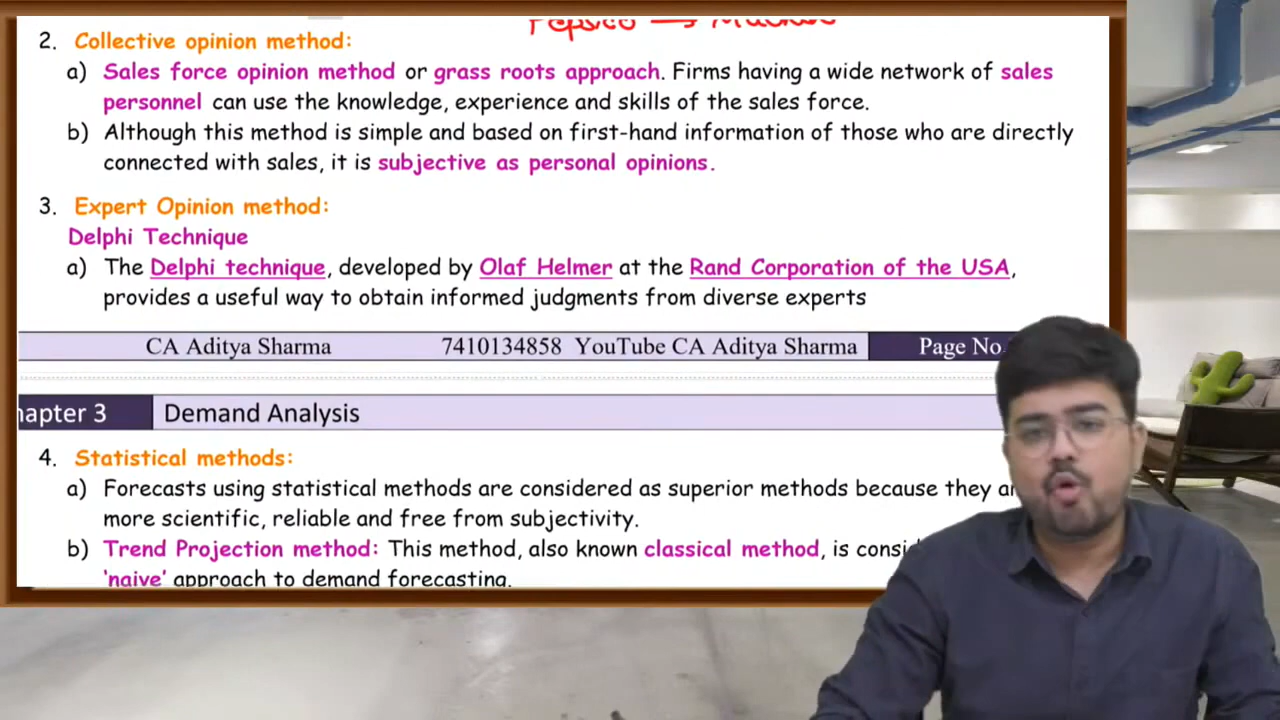 2. Collective opinion method:
a) Sales force opinion method or grass roots approach. Firms having a wide network of sales
personnel can use the knowledge, experience and skills of the sales force.
b) Although this method is simple and based on first-hand information of those who are directly
connected with sales, it is subjective as personal opinions.
3. Expert Opinion method:
Delphi Technique
a) The Delphi technique, developed by Olaf Helmer at the Rand Corporation of the USA,
provides a useful way to obtain informed judgments from diverse experts
CA Aditya Sharma 7410134858 YouTube CA Aditya Sharma Page No.
hapter 3 Demand Analysis
4. Statistical methods:
a) Forecasts using statistical methods are considered as superior methods because they
more scientific, reliable and free from subjectivity.
b) Trend Projection method: This method, also known classical method, is
'naive' approach to demand forecasting.